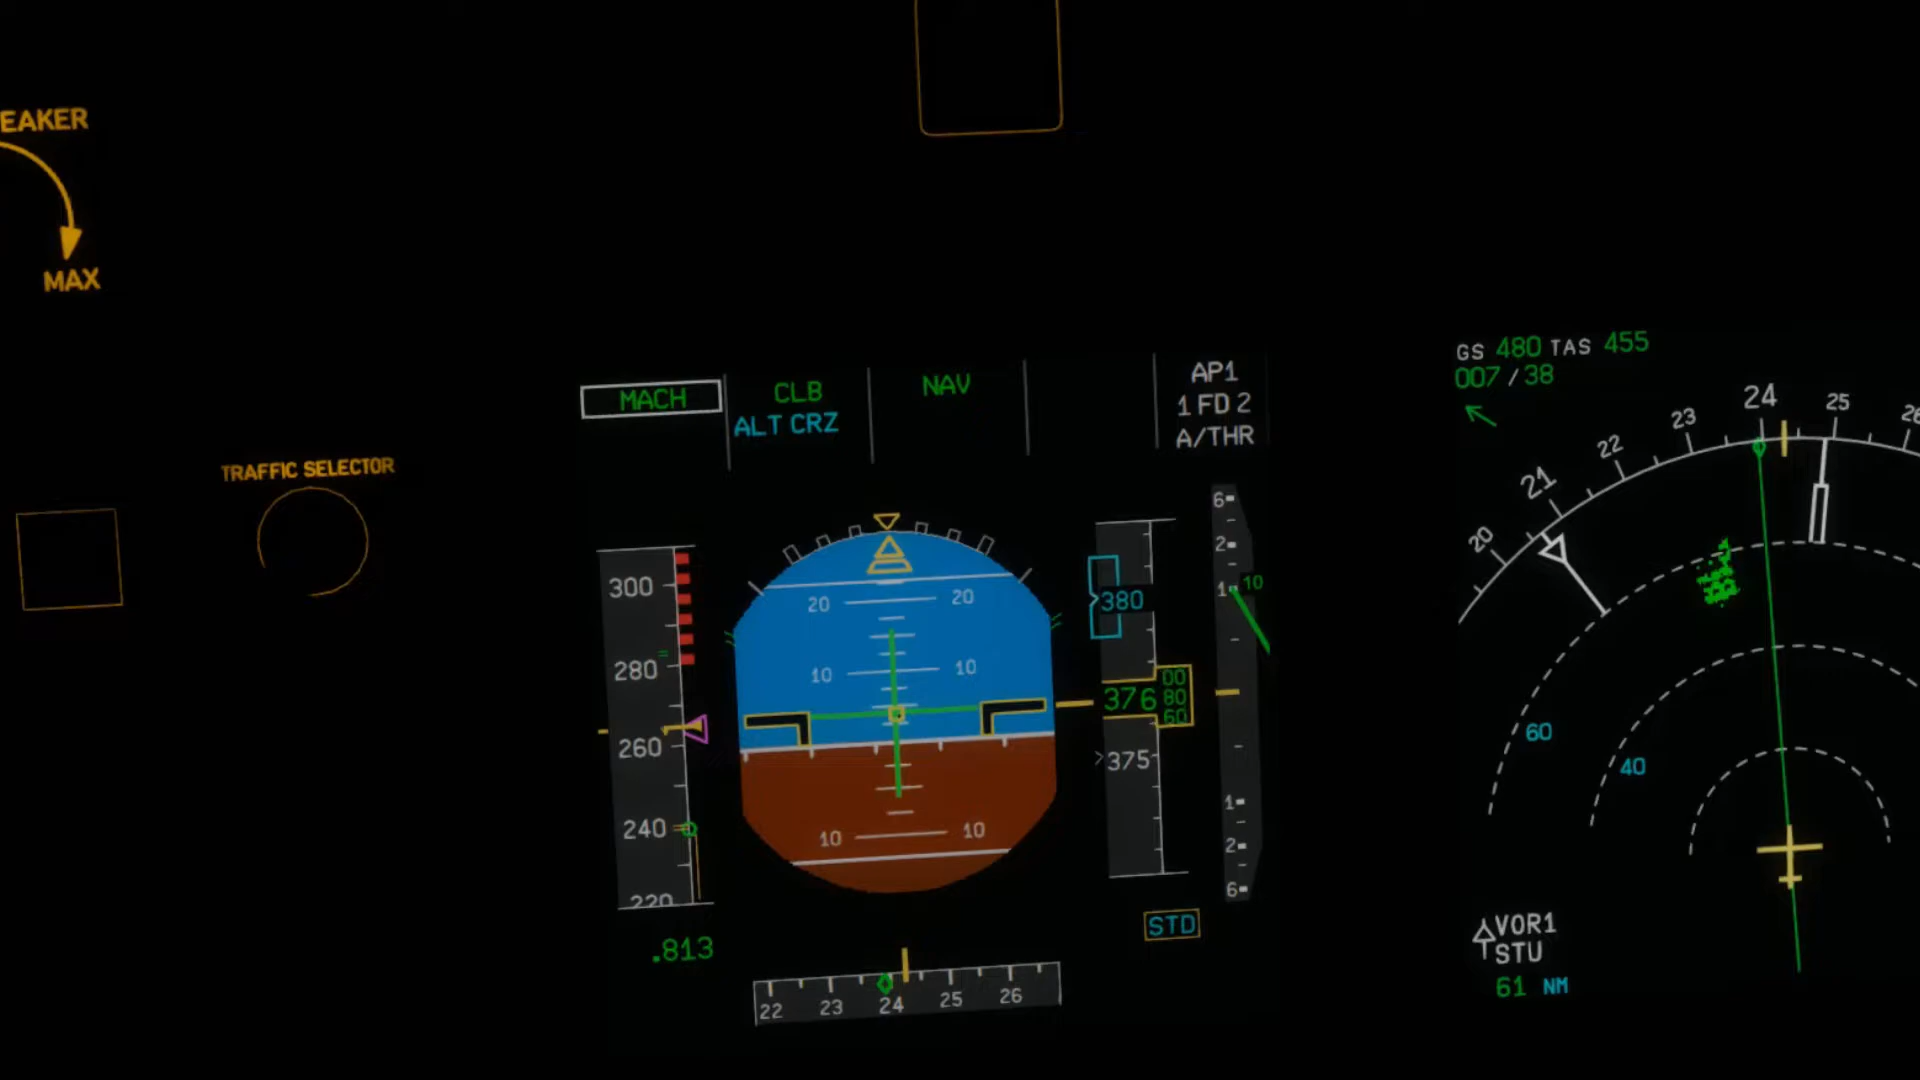 EAKER
MAX
TRAFFIC SELECTOR
MACH
CLB
NAV
AP1
ALT CRZ
1 FD 2
A/THR
300
280
260
240
220
.813
20 20
10 10
10 10
22 23 24 25 26
380
376
00
80
60
375
STD
6
2
1
10
1
2
6
GS 480 TAS 455
007 / 38
20
21
22
23
24
25
26
60
40
VOR1
STU
61 NM